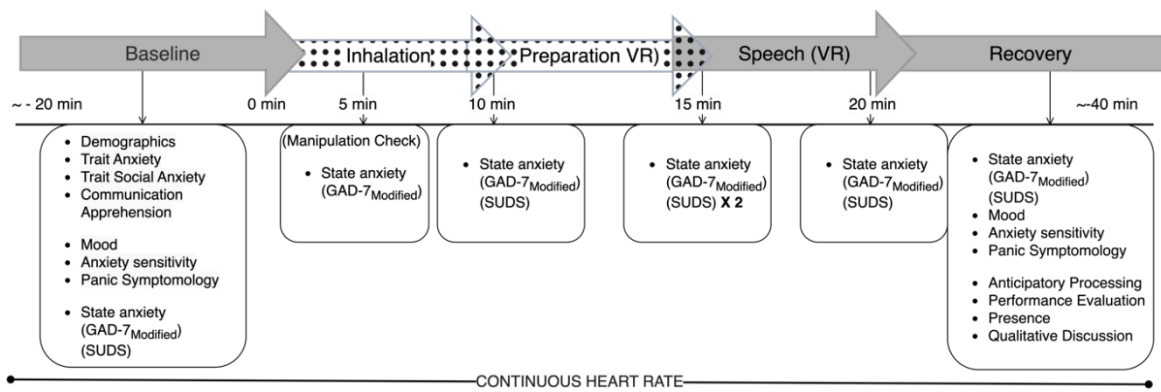 Baseline
Inhalation
Preparation VR)
Speech (VR)
Recovery
~ - 20 min
0 min
5 min
10 min
15 min
20 min
~-40 min
• Demographics
• Trait Anxiety
• Trait Social Anxiety
• Communication
Apprehension
• Mood
• Anxiety sensitivity
• Panic Symptomology
• State anxiety
(GAD-7Modified)
(SUDS)
(Manipulation Check)
• State anxiety
(GAD-7Modified)
• State anxiety
(GAD-7Modified)
(SUDS)
• State anxiety
(GAD-7Modified)
(SUDS) X 2
• State anxiety
(GAD-7Modified)
(SUDS)
• State anxiety
(GAD-7Modified)
(SUDS)
• Mood
• Anxiety sensitivity
• Panic Symptomology
• Anticipatory Processing
• Performance Evaluation
• Presence
• Qualitative Discussion
CONTINUOUS HEART RATE